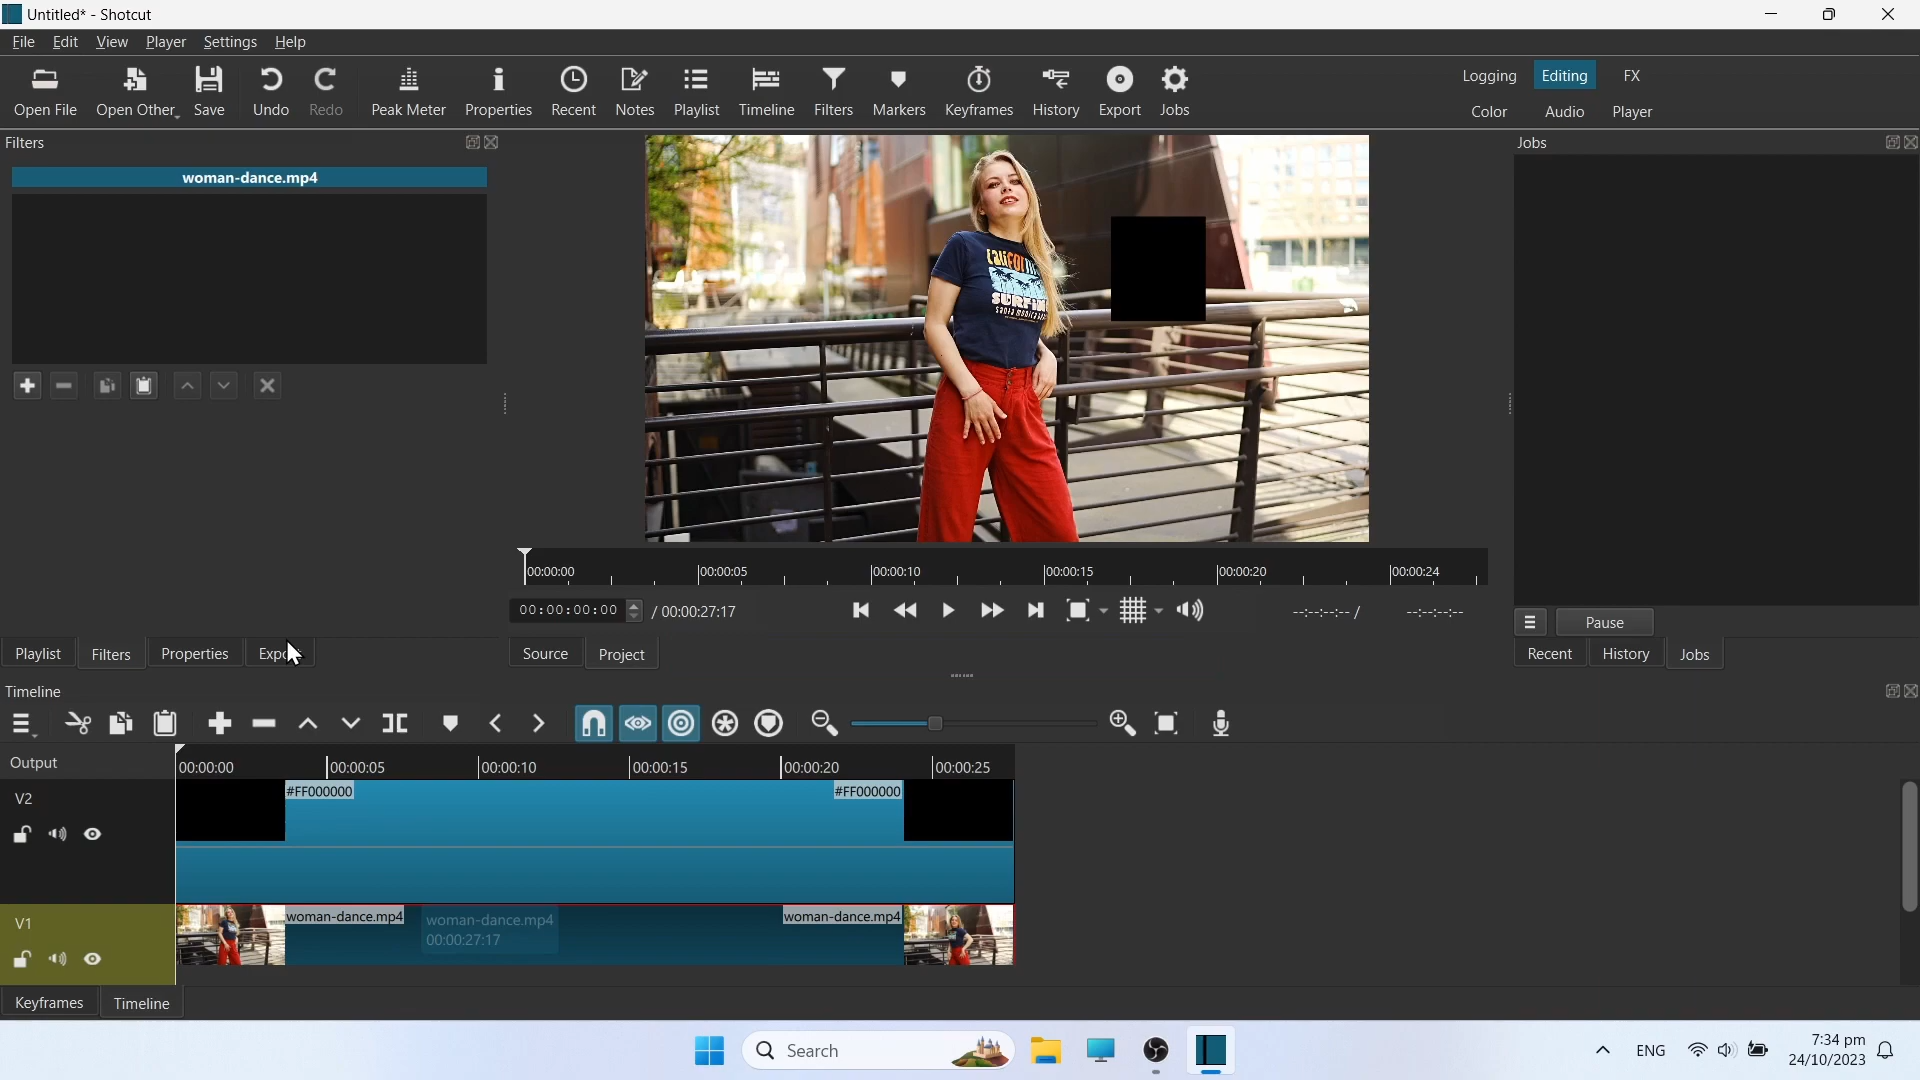 Untitled* - Shotcut
File Edit View Player Settings Help
Open File Open Other Save Undo Redo Peak Meter Properties Recent Notes Playlist Timeline Filters Markers Keyframes History Export Jobs
Logging Editing FX
Color Audio Player
Filters
Jobs
woman-dance.mp4
CALIFORNIA
SURFING
00:00:00 00:00:05 00:00:10 00:00:15 00:00:20 00:00:24
00:00:00:00 / 00:00:27:17
--:--:--:-- / --:--:--:--
Pause
Playlist Filters Properties
Source Project
Recent History Jobs
Timeline
Output
00:00:00 00:00:05 00:00:10 00:00:15 00:00:20 00:00:25
V2
#FF000000 #FF000000
V1
woman-dance.mp4 woman-dance.mp4 woman-dance.mp4
00:00:27:17
Keyframes Timeline
Search
ENG
7:34 pm
24/10/2023